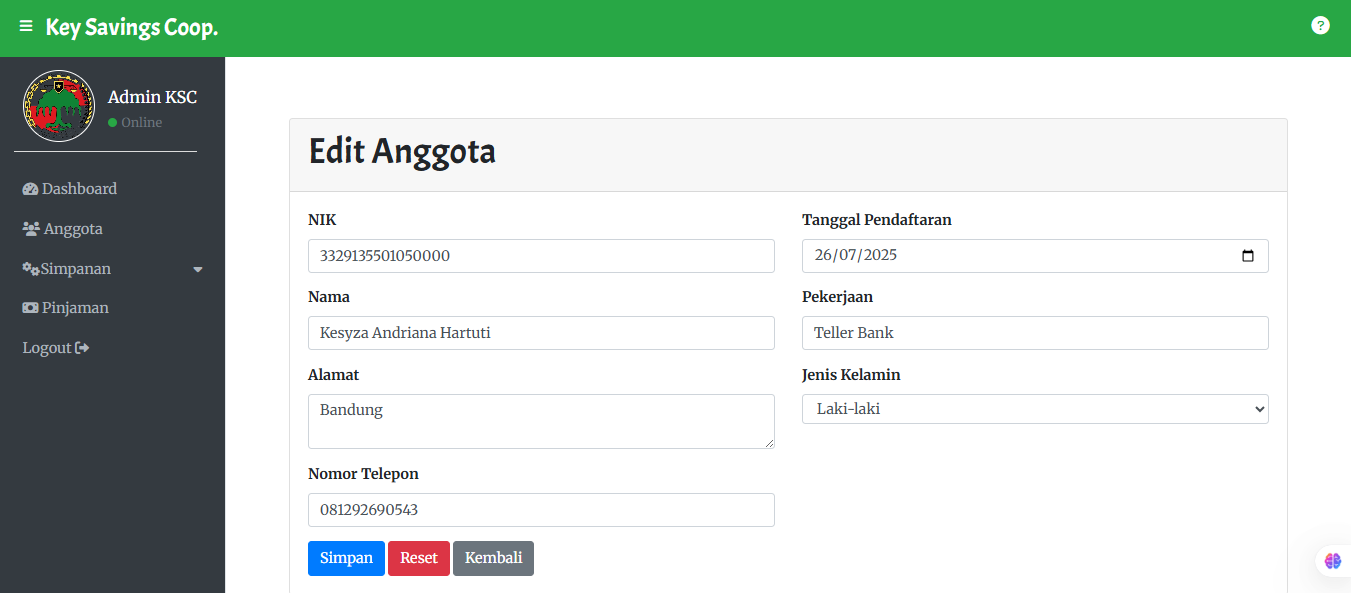 Key Savings Coop.
?
Admin KSC
Online
Dashboard
Anggota
Simpanan
Pinjaman
Logout
Edit Anggota
NIK
3329135501050000
Nama
Kesyza Andriana Hartuti
Alamat
Bandung
Nomor Telepon
081292690543
Tanggal Pendaftaran
26/07/2025
Pekerjaan
Teller Bank
Jenis Kelamin
Laki-laki
Simpan Reset Kembali